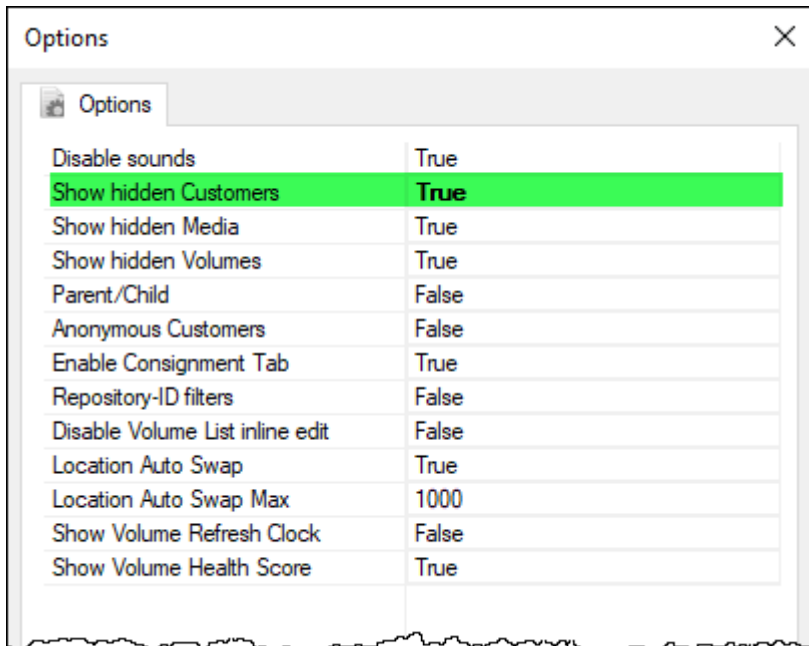 Options
Options
Disable sounds True
Show hidden Customers True
Show hidden Media True
Show hidden Volumes True
Parent/Child False
Anonymous Customers False
Enable Consignment Tab True
Repository-ID filters False
Disable Volume List inline edit False
Location Auto Swap True
Location Auto Swap Max 1000
Show Volume Refresh Clock False
Show Volume Health Score True